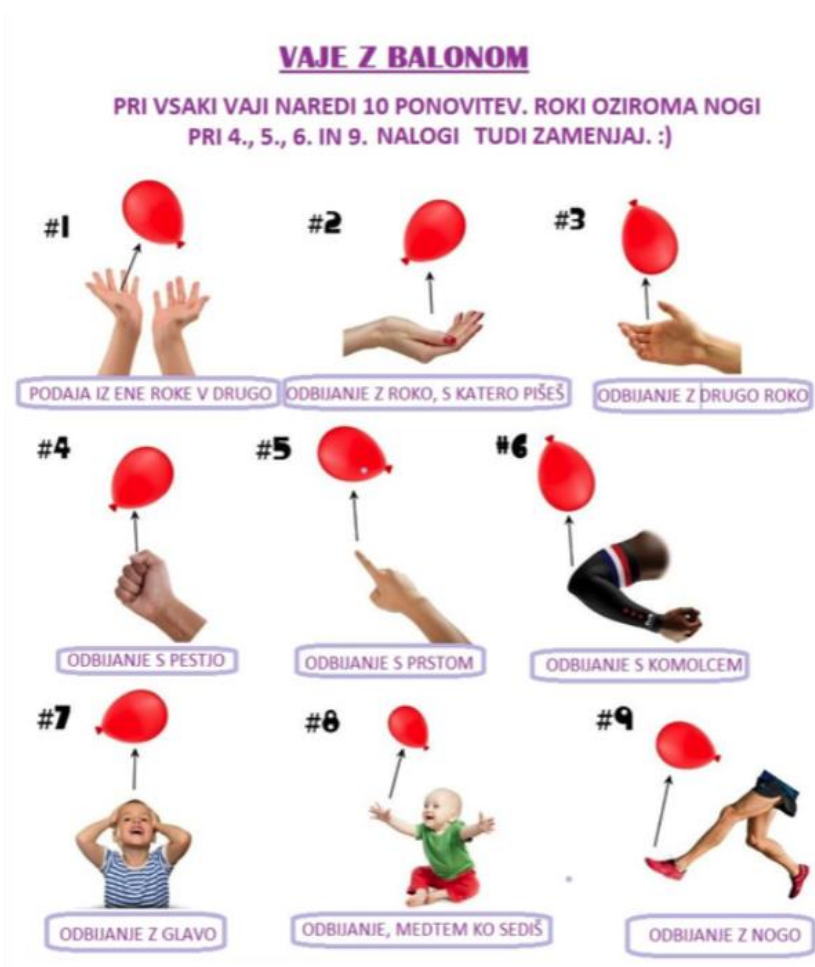 VAJE Z BALONOM
PRI VSAKI VAJI NAREDI 10 PONOVITEV. ROKI OZIROMA NOGI
PRI 4., 5., 6. IN 9. NALOGI TUDI ZAMENJAJ. :)
#1
#2
#3
PODAJA IZ ENE ROKE V DRUGO
ODBIJANJE Z ROKO, S KATERO PIŠEŠ
ODBIJANJE Z DRUGO ROKO
#4
#5
#6
ODBIJANJE S PESTJO
ODBIJANJE S PRSTOM
ODBIJANJE S KOMOLCEM
#7
#8
#9
ODBIJANJE Z GLAVO
ODBIJANJE, MEDTEM KO SEDIŠ
ODBIJANJE Z NOGO